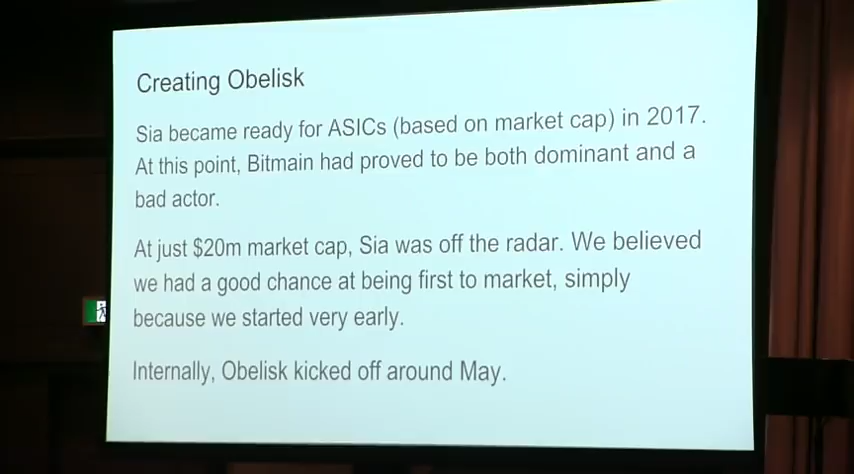 Creating Obelisk
Sia became ready for ASICs (based on market cap) in 2017.
At this point, Bitmain had proved to be both dominant and a
bad actor.
At just $20m market cap, Sia was off the radar. We believed
we had a good chance at being first to market, simply
because we started very early.
Internally, Obelisk kicked off around May.